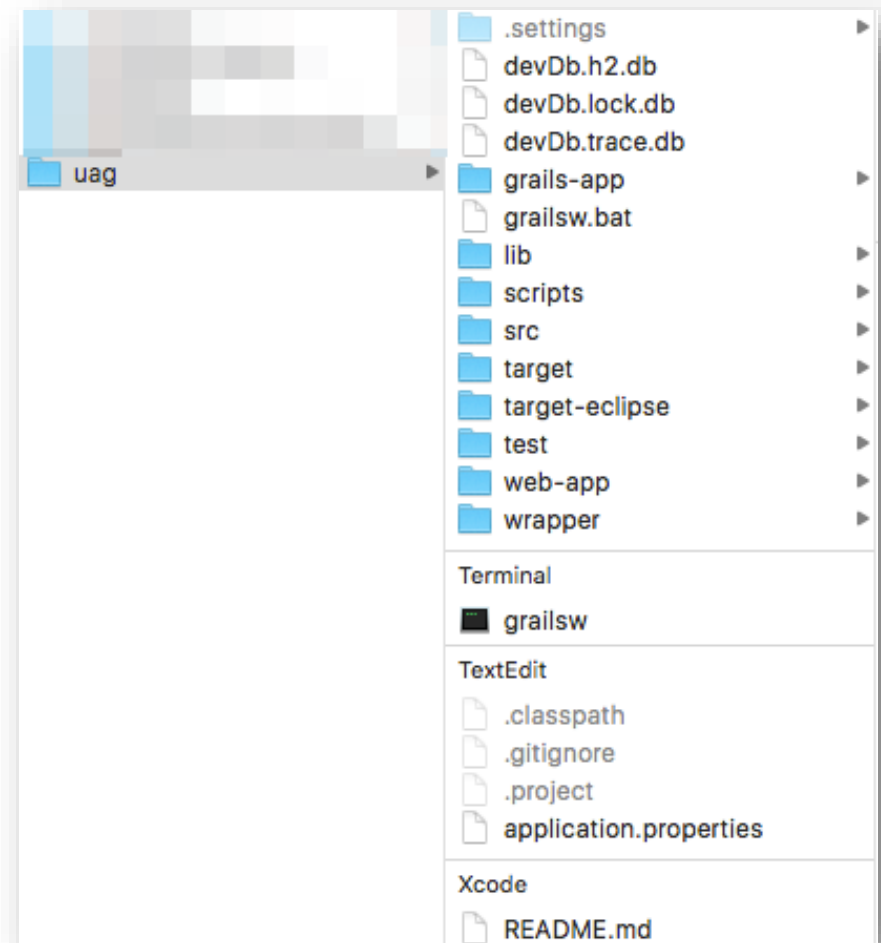 uag
.settings
devDb.h2.db
devDb.lock.db
devDb.trace.db
grails-app
grailsw.bat
lib
scripts
src
target
target-eclipse
test
web-app
wrapper
Terminal
grailsw
TextEdit
.classpath
.gitignore
.project
application.properties
Xcode
README.md